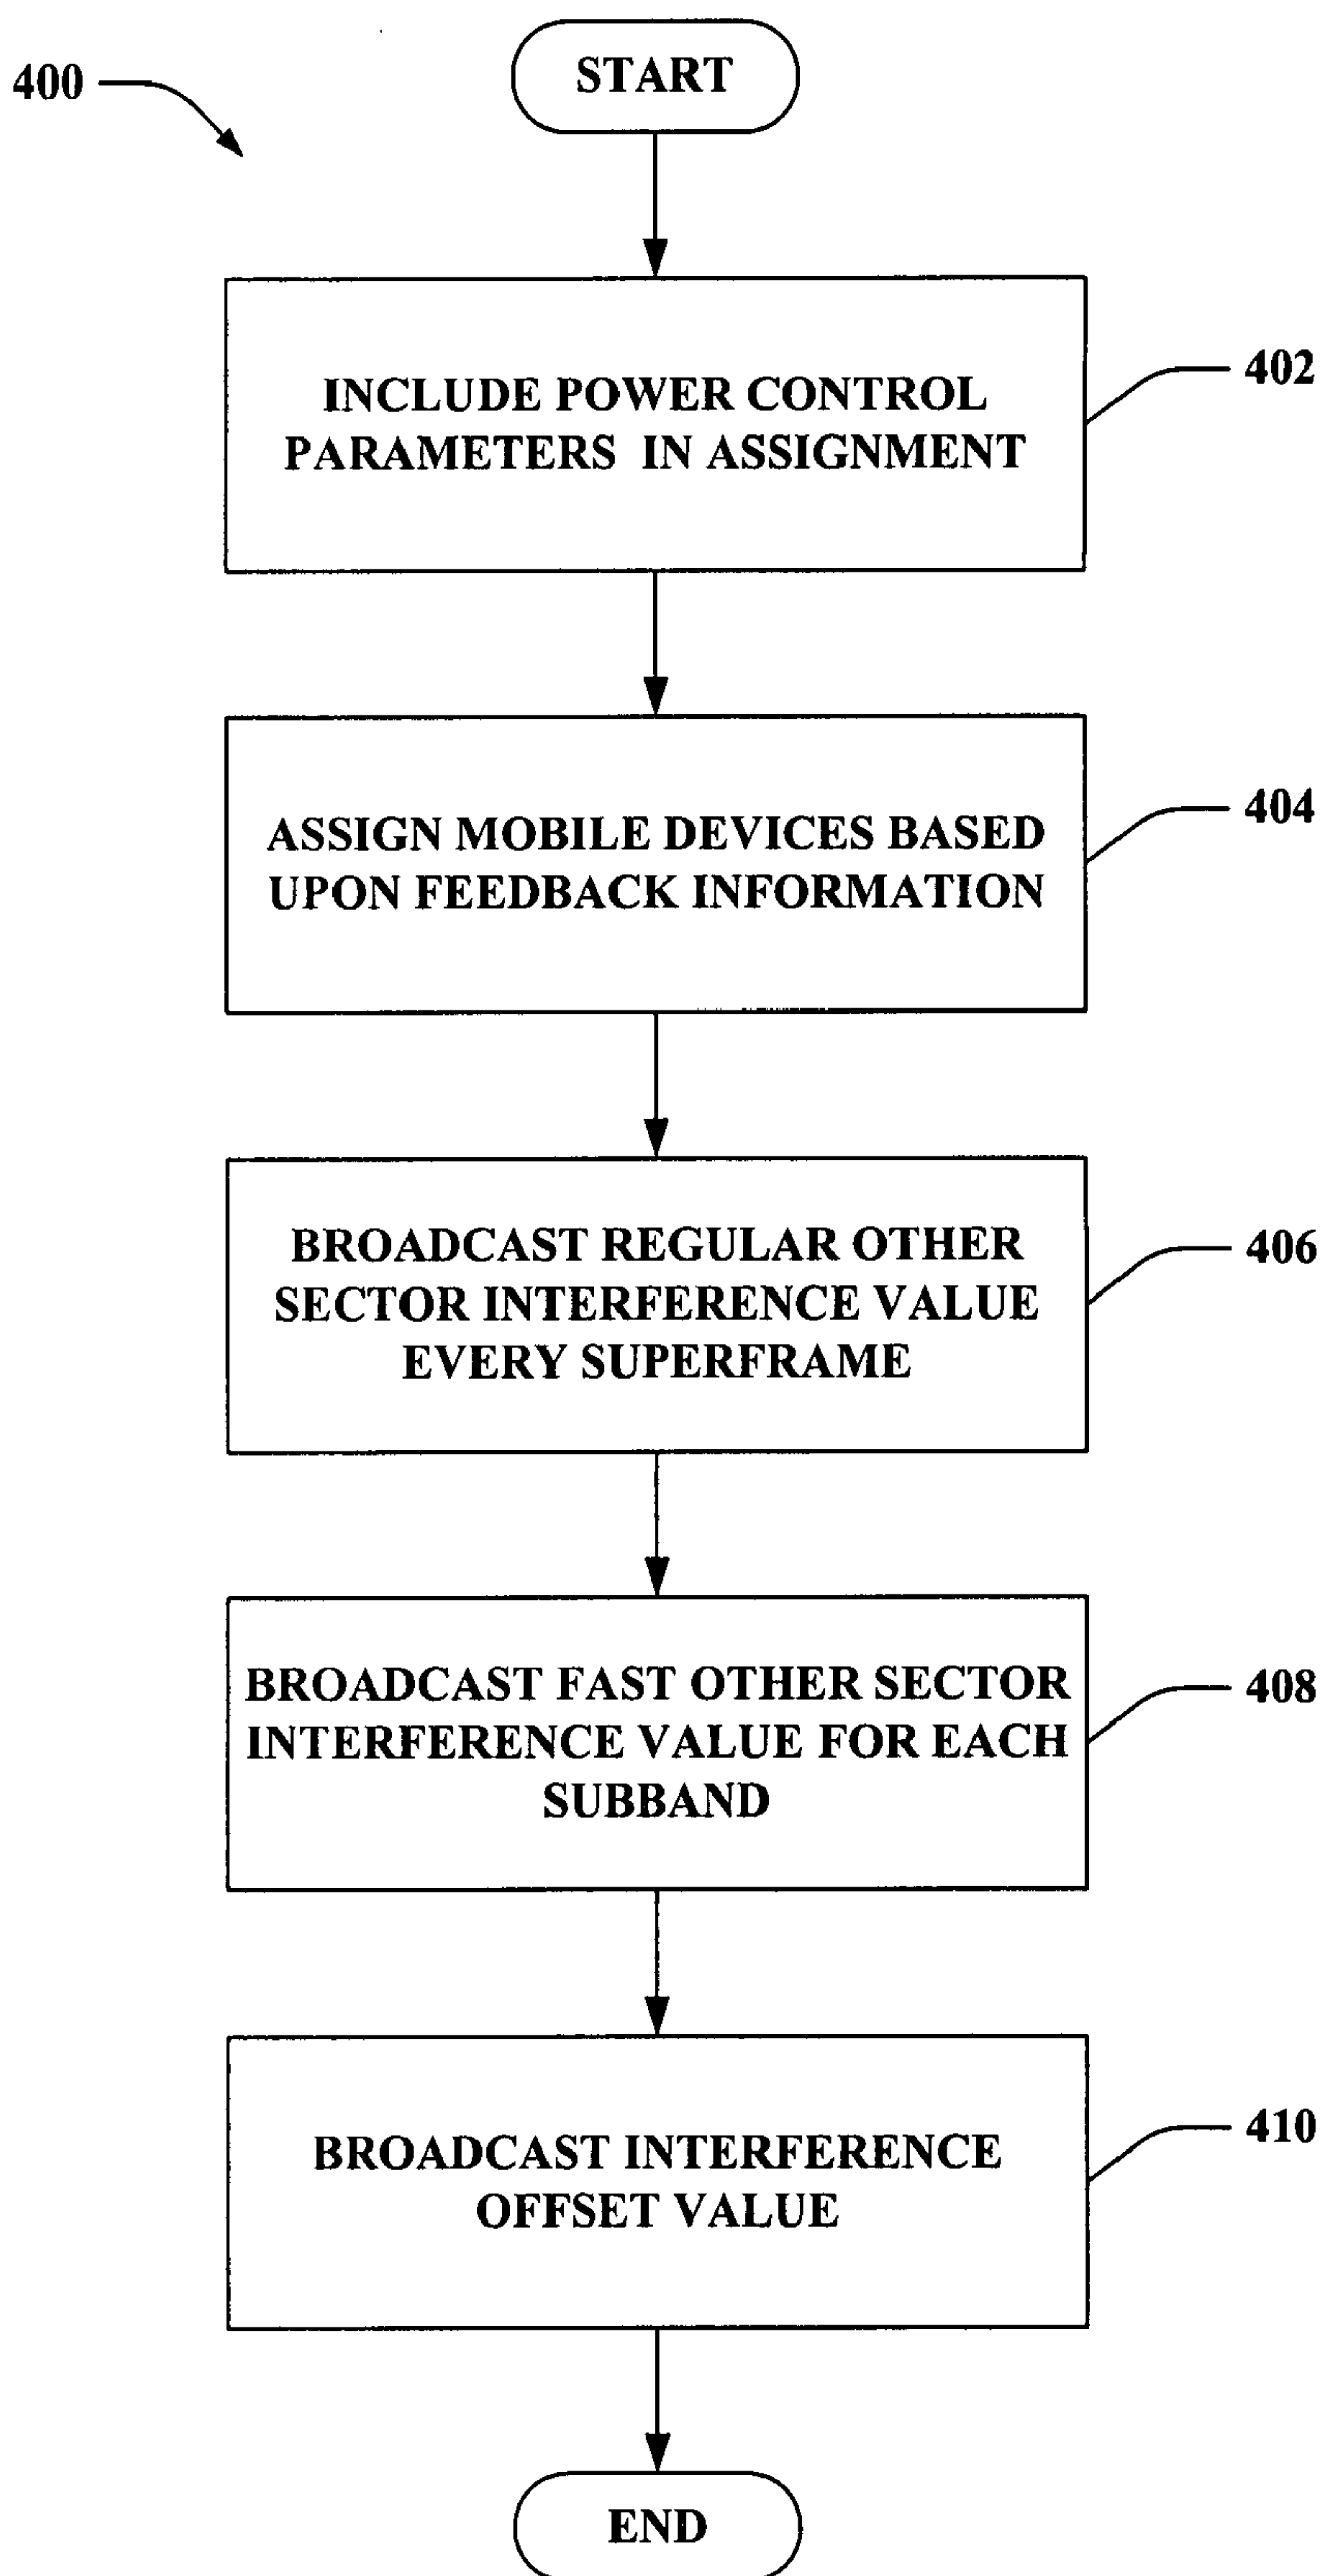 400
START
INCLUDE POWER CONTROL
PARAMETERS IN ASSIGNMENT
402
ASSIGN MOBILE DEVICES BASED
UPON FEEDBACK INFORMATION
404
BROADCAST REGULAR OTHER
SECTOR INTERFERENCE VALUE
EVERY SUPERFRAME
406
BROADCAST FAST OTHER SECTOR
INTERFERENCE VALUE FOR EACH
SUBBAND
408
BROADCAST INTERFERENCE
OFFSET VALUE
410
END